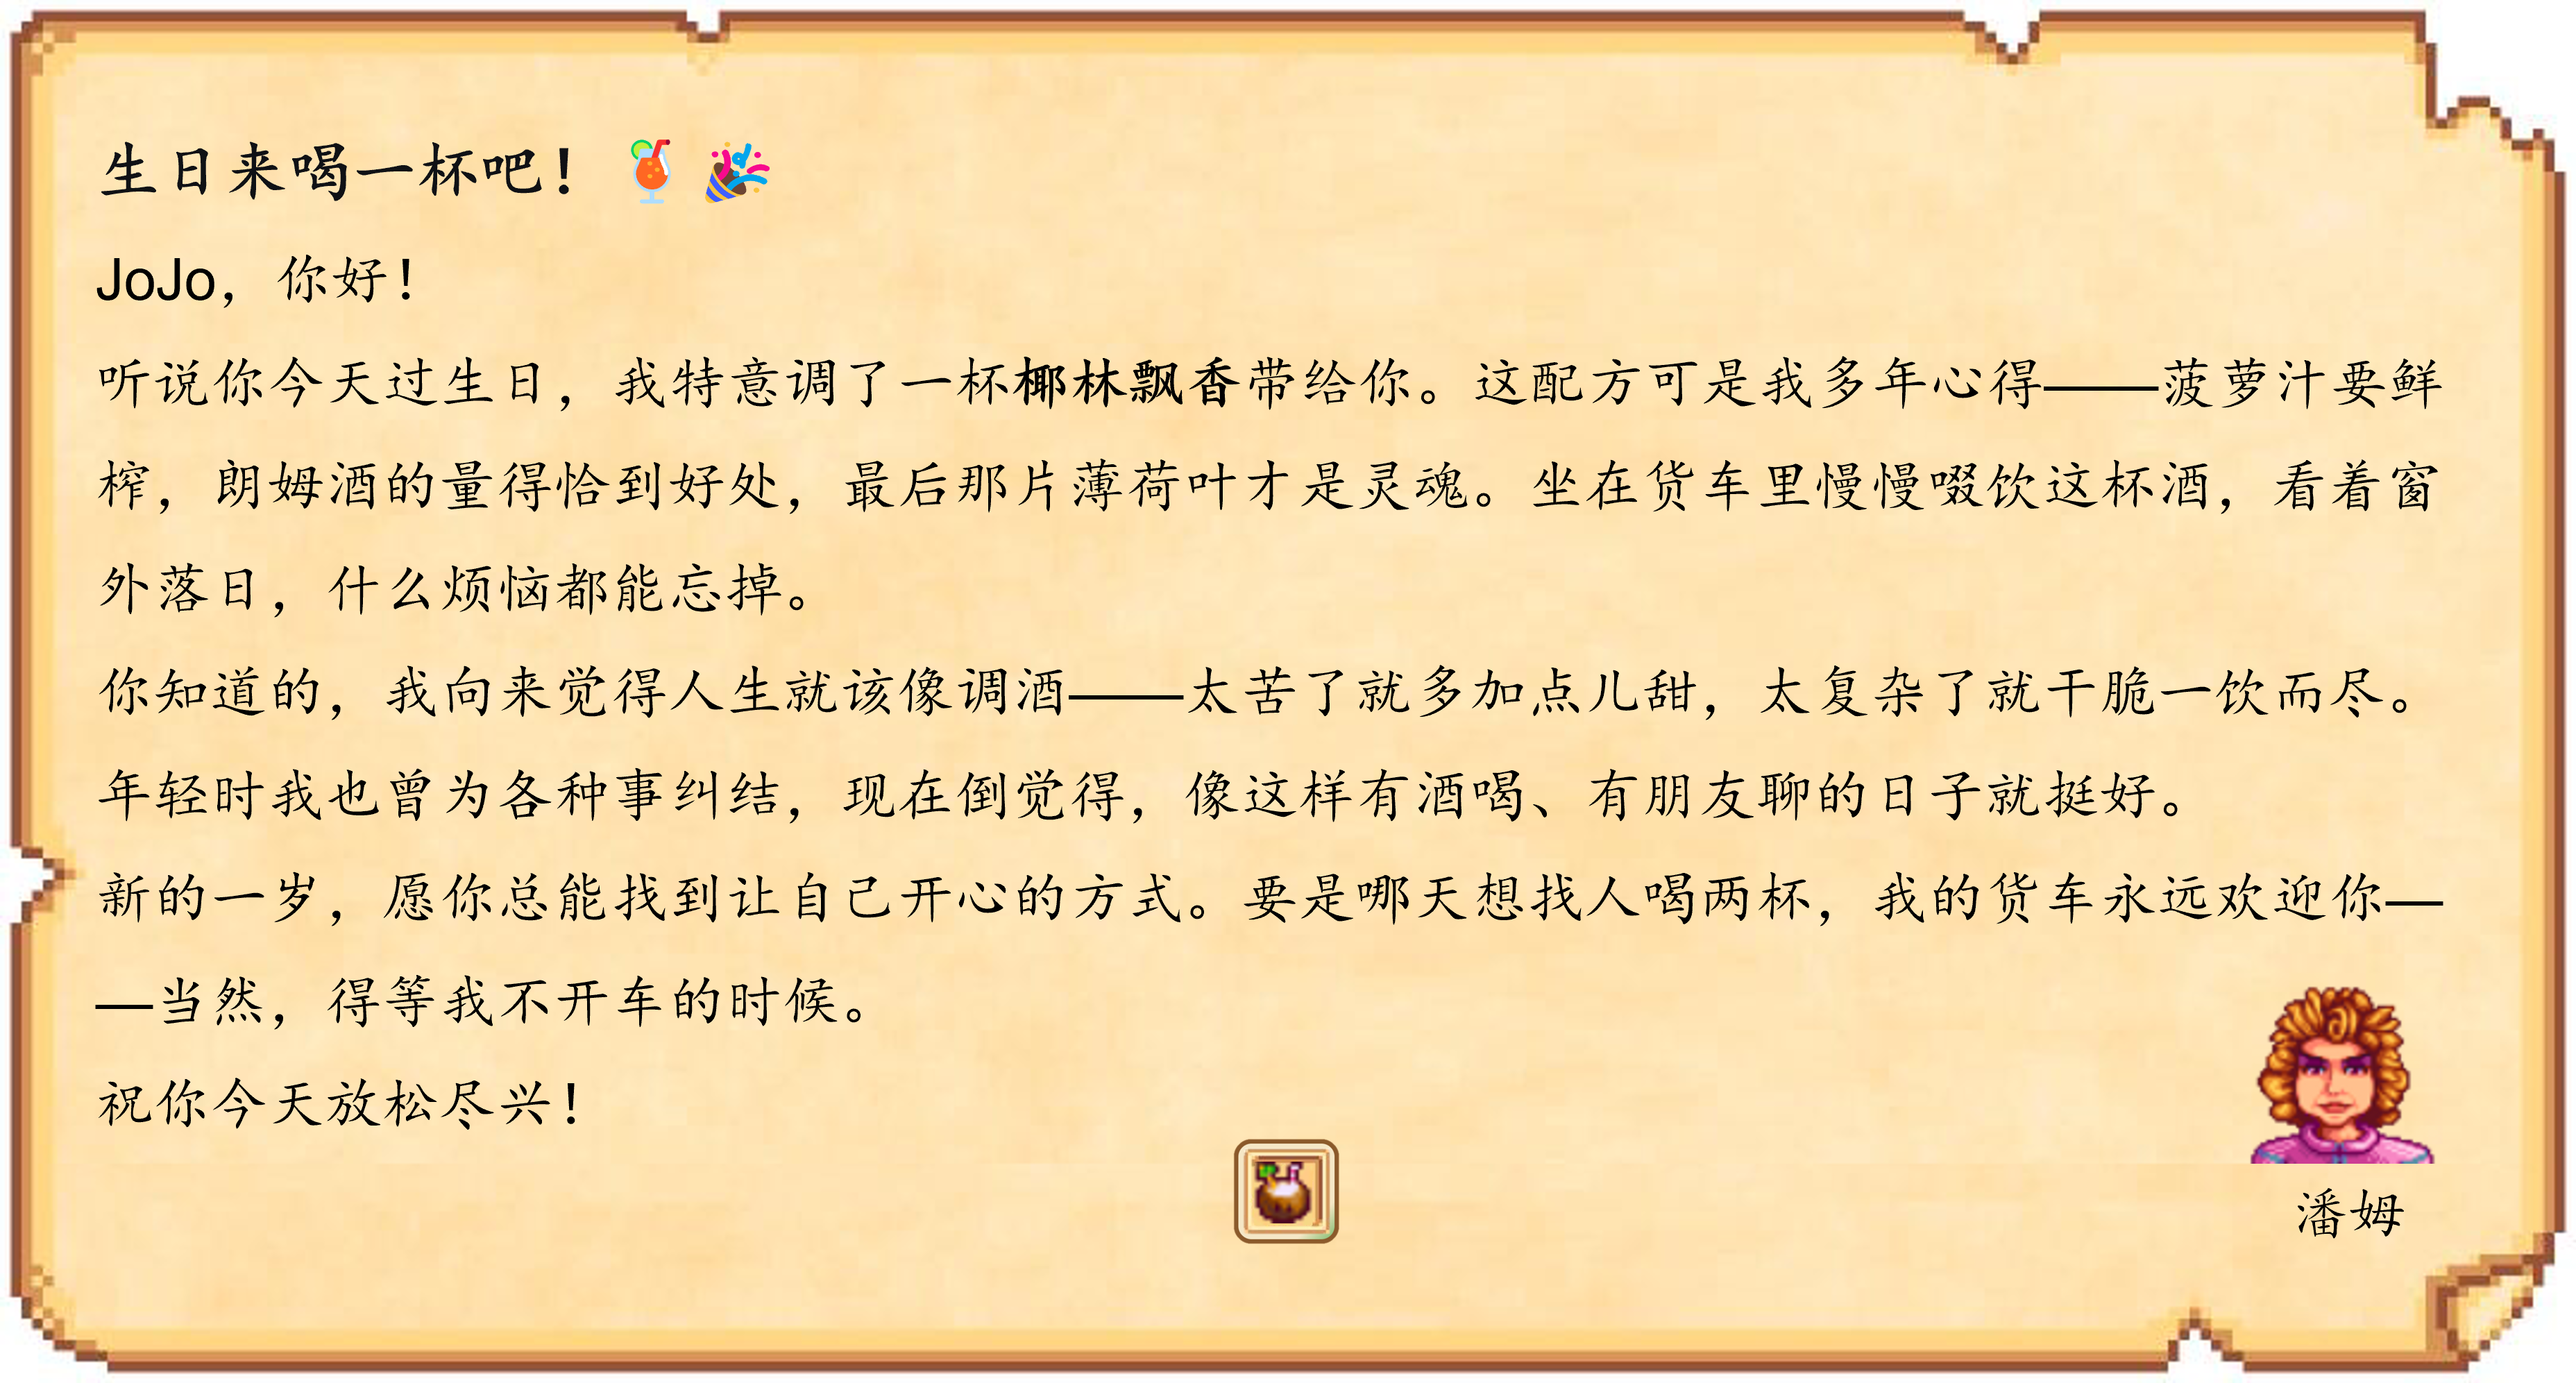 生日来喝一杯吧！🍹🎉
JoJo，你好！
听说你今天过生日，我特意调了一杯椰林飘香带给你。这配方可是我多年心得——菠萝汁要鲜
榨，朗姆酒的量得恰到好处，最后那片薄荷叶才是灵魂。坐在货车里慢慢啜饮这杯酒，看着窗
外落日，什么烦恼都能忘掉。
你知道的，我向来觉得人生就该像调酒——太苦了就多加点儿甜，太复杂了就干脆一饮而尽。
年轻时我也曾为各种事纠结，现在倒觉得，像这样有酒喝、有朋友聊的日子就挺好。
新的一岁，愿你总能找到让自己开心的方式。要是哪天想找人喝两杯，我的货车永远欢迎你—
—当然，得等我不开车的时候。
祝你今天放松尽兴！
潘姆